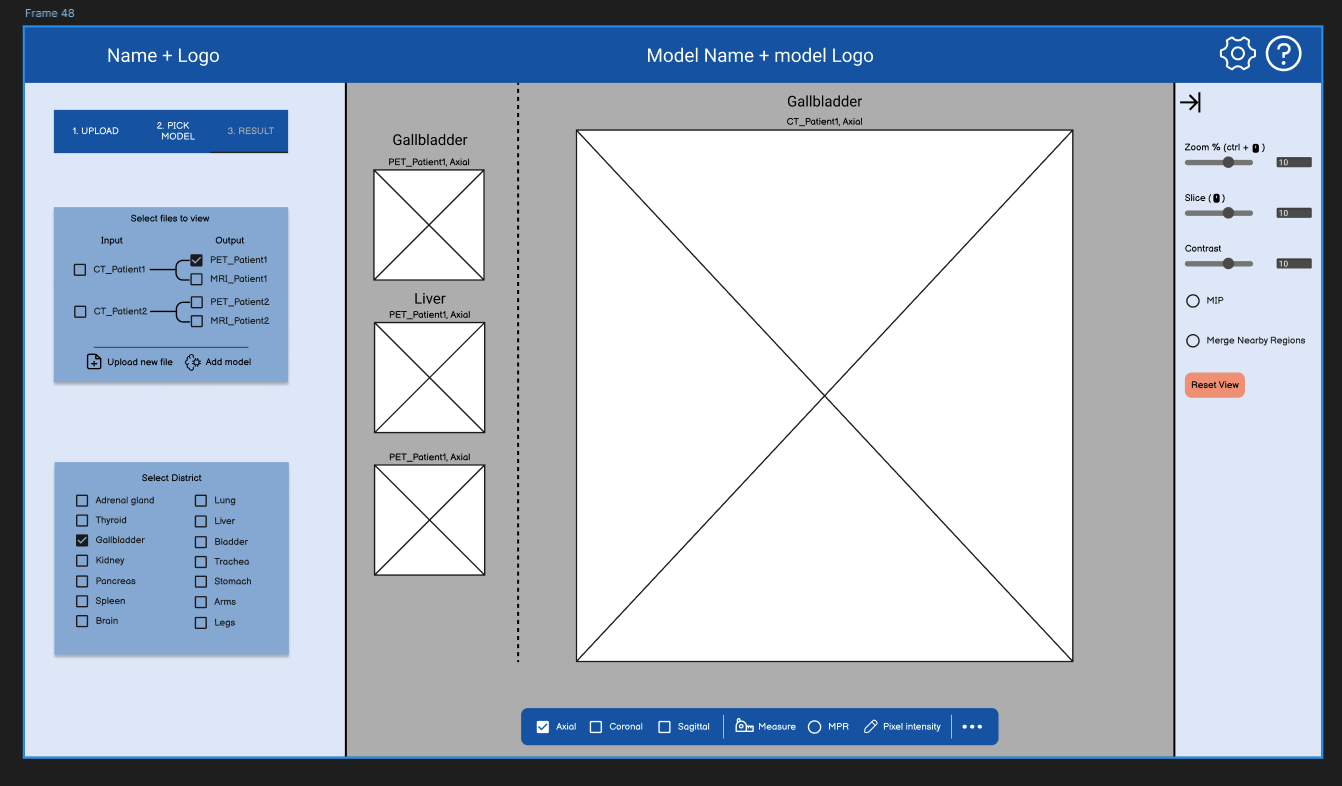 Frame 48
Name + Logo
Model Name + model Logo
1. UPLOAD
2. PICK
MODEL
3. RESULT
Select files to view
Input
Output
CT_Patient1
PET_Patient1
MRI_Patient1
CT_Patient2
PET_Patient2
MRI_Patient2
Upload new file
Add model
Select District
Adrenal gland
Lung
Thyroid
Liver
Gallbladder
Bladder
Kidney
Trachea
Pancreas
Stomach
Spleen
Arms
Brain
Legs
Gallbladder
PET_Patient1, Axial
Liver
PET_Patient1, Axial
PET_Patient1, Axial
Gallbladder
CT_Patient1, Axial
Axial
Coronal
Sagittal
Measure
MPR
Pixel intensity
Zoom % (ctrl + )
10
Slice ( )
10
Contrast
10
MIP
Merge Nearby Regions
Reset View